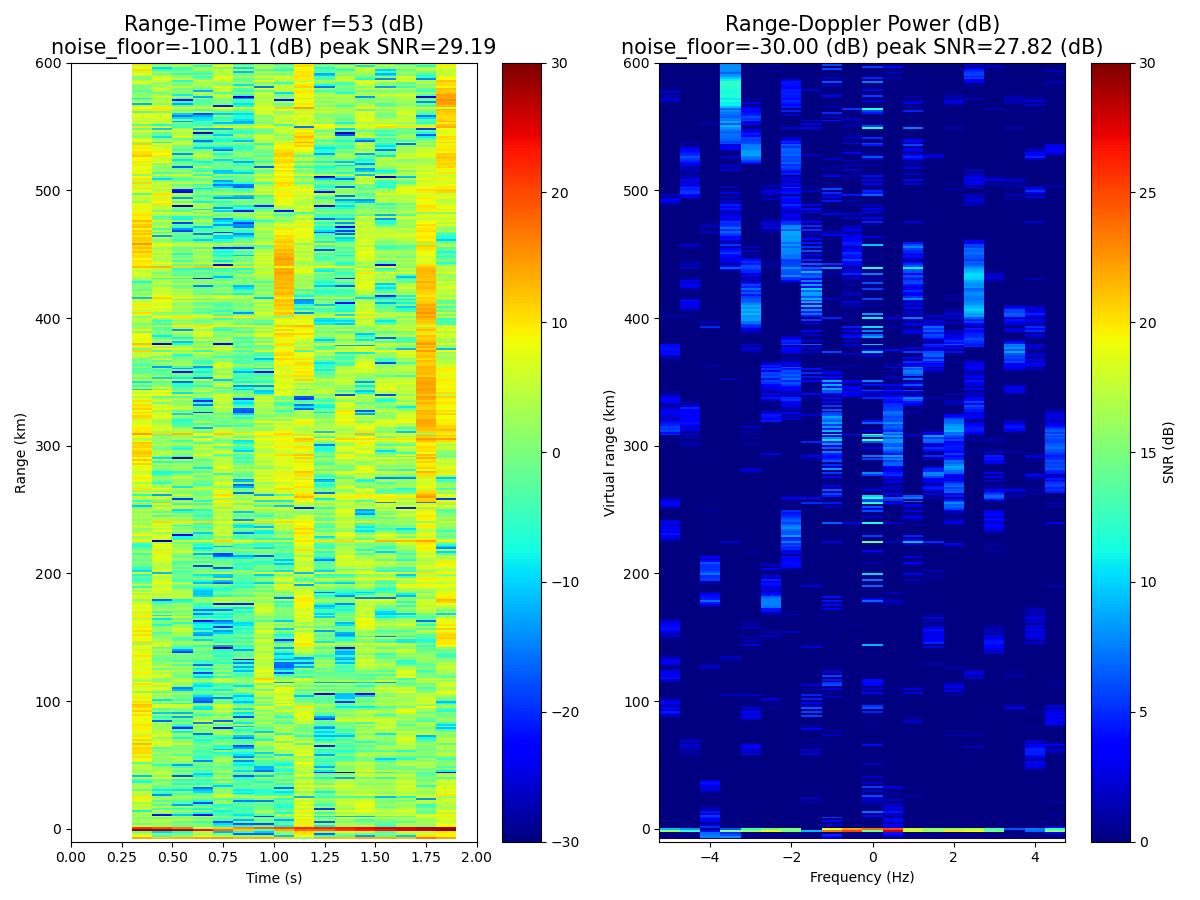 Range-Time Power f=53 (dB)
noise_floor=-100.11 (dB) peak SNR=29.19
600
500
400
300
200
100
0
Range (km)
0.00 0.25 0.50 0.75 1.00 1.25 1.50 1.75 2.00
Time (s)
30
20
10
0
−10
−20
−30
Range-Doppler Power (dB)
noise_floor=-30.00 (dB) peak SNR=27.82 (dB)
600
500
400
300
200
100
0
Virtual range (km)
−4 −2 0 2 4
Frequency (Hz)
30
25
20
15
10
5
0
SNR (dB)